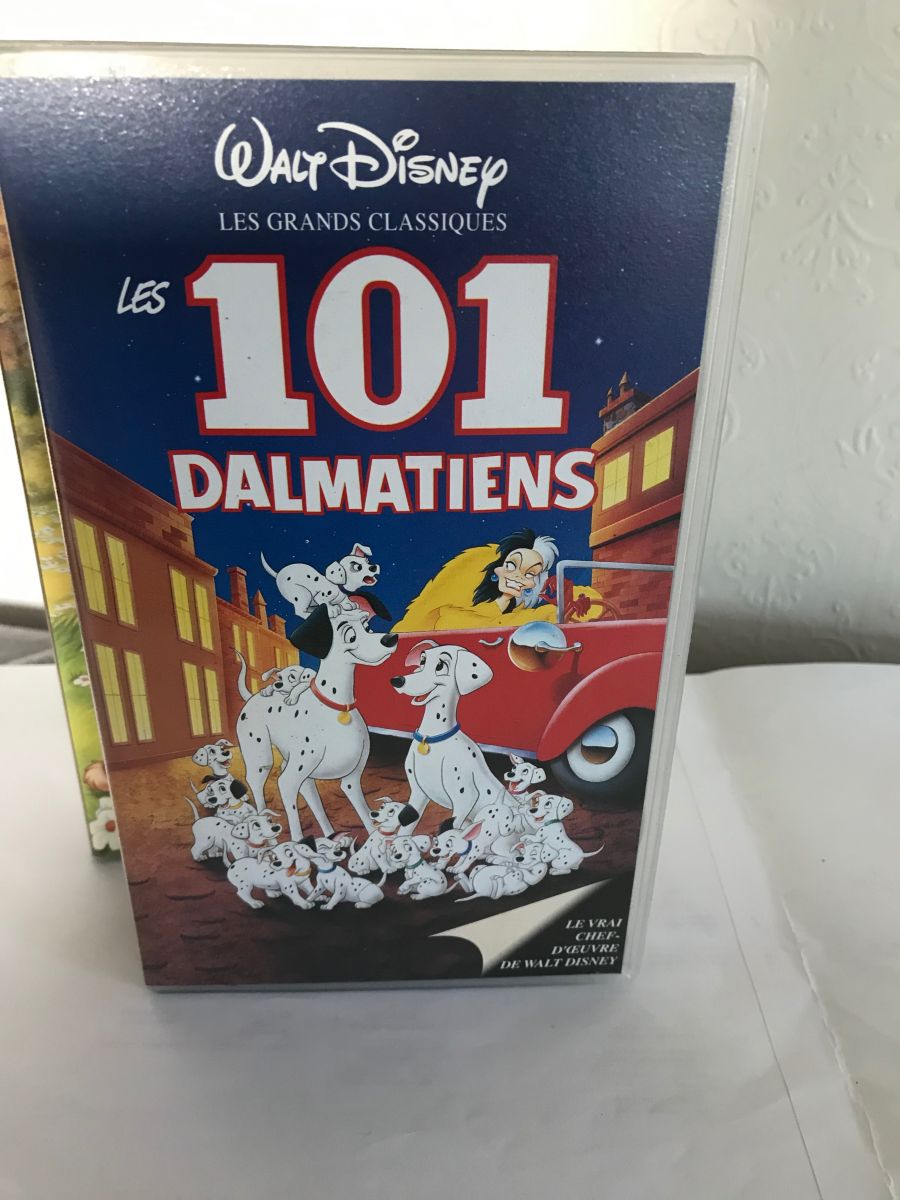 WALT DISNEY
LES GRANDS CLASSIQUES
LES 101
DALMATIENS
LE VRAI
CHEF-
D'ŒUVRE
DE WALT DISNEY